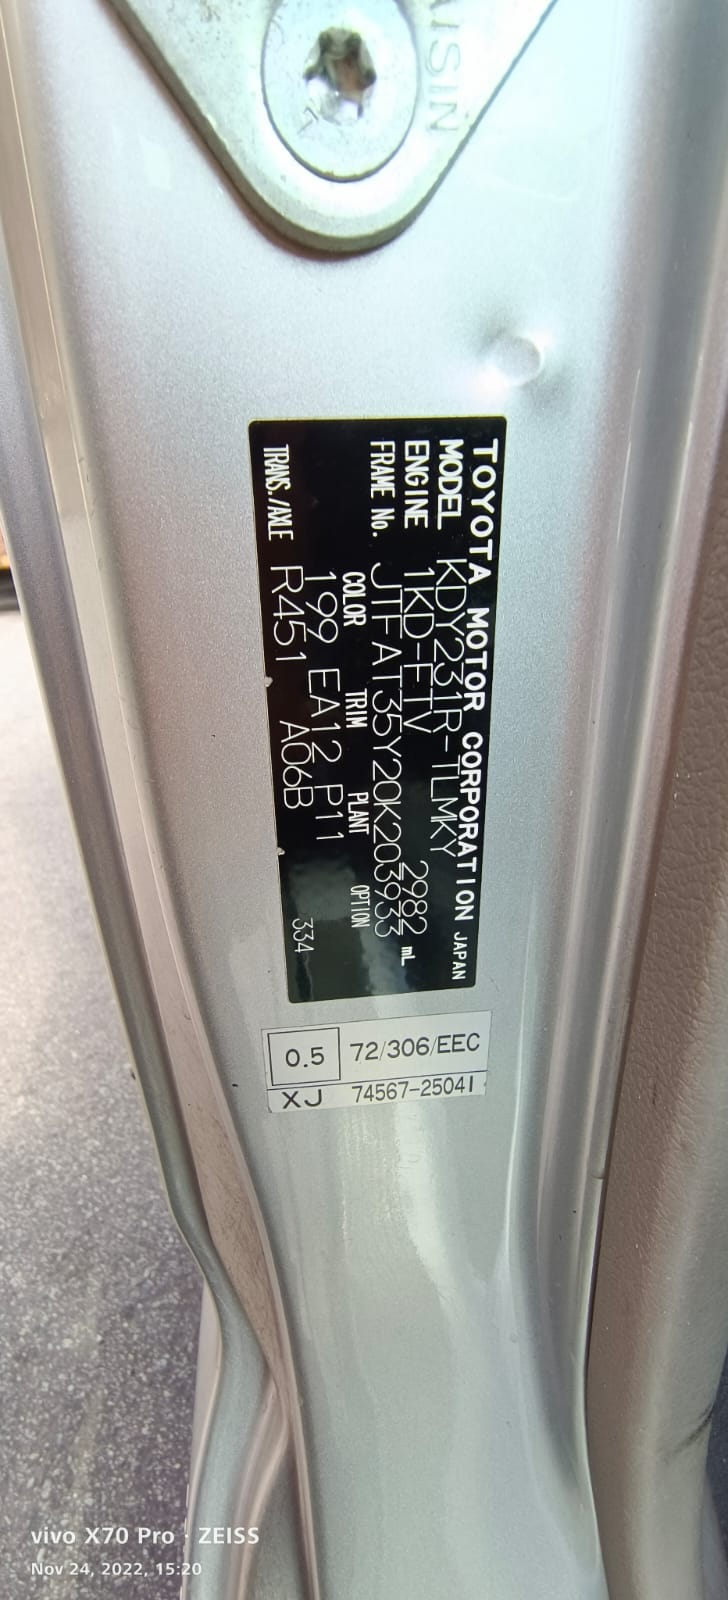 AISIN
TOYOTA MOTOR CORPORATION JAPAN
MODEL KDY231R-TLMKY
ENGINE 1KD-FTV 2982 mL
FRAME No. JTFAT35Y20K203933
COLOR TRIM PLANT OPTION
199 EA12 P11
TRANS./AXLE R451 A06B 334
0.5 72/306/EEC
XJ 74567-25041
vivo X70 Pro · ZEISS
Nov 24, 2022, 15:20